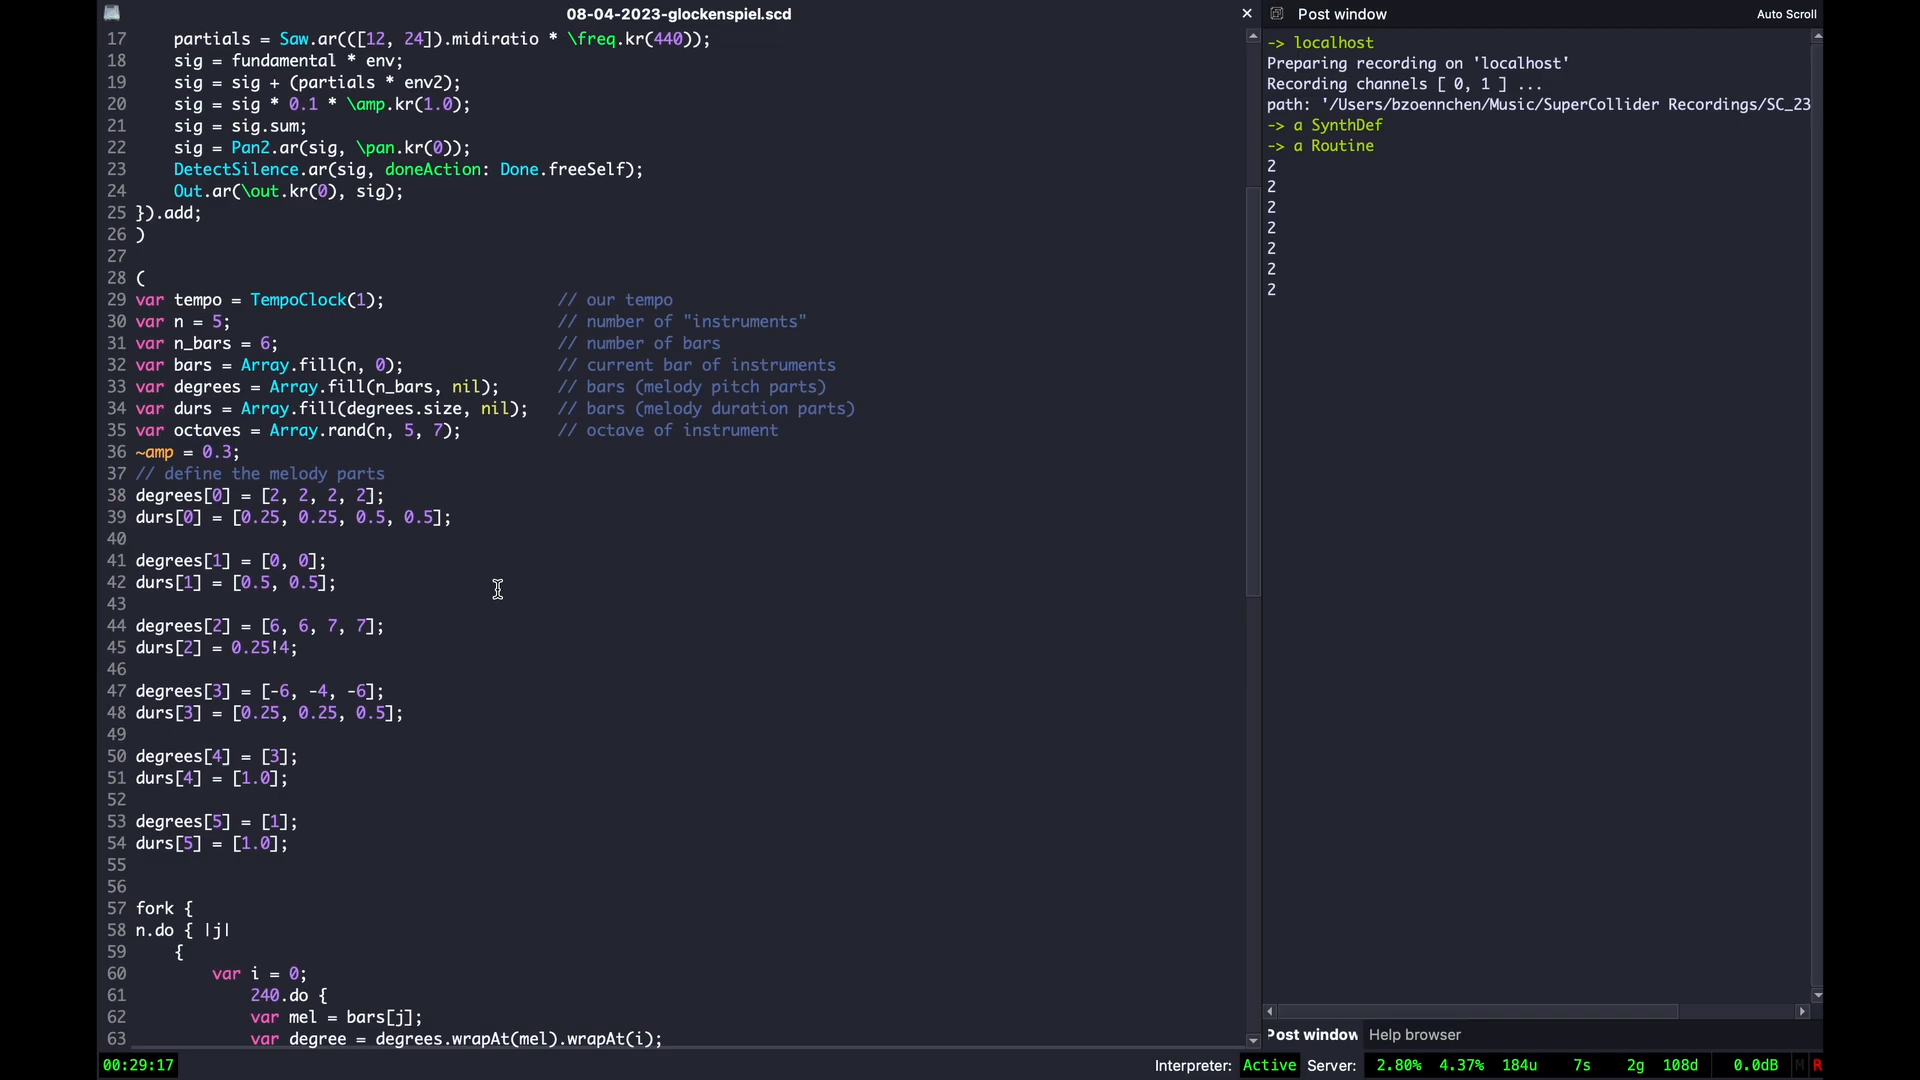 08-04-2023-glockenspiel.scd
17 partials = Saw.ar(([12, 24]).midiratio * \freq.kr(440));
18 sig = fundamental * env;
19 sig = sig + (partials * env2);
20 sig = sig * 0.1 * \amp.kr(1.0);
21 sig = sig.sum;
22 sig = Pan2.ar(sig, \pan.kr(0));
23 DetectSilence.ar(sig, doneAction: Done.freeSelf);
24 Out.ar(\out.kr(0), sig);
25 }).add;
26 )
27
28 (
29 var tempo = TempoClock(1); // our tempo
30 var n = 5; // number of "instruments"
31 var n_bars = 6; // number of bars
32 var bars = Array.fill(n, 0); // current bar of instruments
33 var degrees = Array.fill(n_bars, nil); // bars (melody pitch parts)
34 var durs = Array.fill(degrees.size, nil); // bars (melody duration parts)
35 var octaves = Array.rand(n, 5, 7); // octave of instrument
36 ~amp = 0.3;
37 // define the melody parts
38 degrees[0] = [2, 2, 2, 2];
39 durs[0] = [0.25, 0.25, 0.5, 0.5];
40
41 degrees[1] = [0, 0];
42 durs[1] = [0.5, 0.5];
43
44 degrees[2] = [6, 6, 7, 7];
45 durs[2] = 0.25!4;
46
47 degrees[3] = [-6, -4, -6];
48 durs[3] = [0.25, 0.25, 0.5];
49
50 degrees[4] = [3];
51 durs[4] = [1.0];
52
53 degrees[5] = [1];
54 durs[5] = [1.0];
55
56
57 fork {
58 n.do { |j|
59 {
60 var i = 0;
61 240.do {
62 var mel = bars[j];
63 var degree = degrees.wrapAt(mel).wrapAt(i);
Post window Auto Scroll
-> localhost
Preparing recording on 'localhost'
Recording channels [ 0, 1 ] ...
path: '/Users/bzoennchen/Music/SuperCollider Recordings/SC_23
-> a SynthDef
-> a Routine
2
2
2
2
2
2
2
Post window Help browser
00:29:17 Interpreter: Active Server: 2.80% 4.37% 184u 7s 2g 108d 0.0dB M R